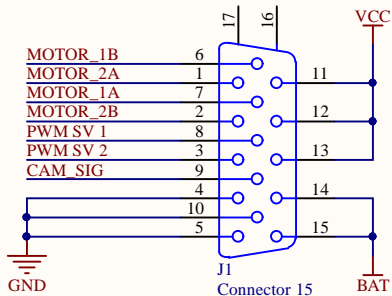 17
16
VCC
MOTOR_1B 6
MOTOR_2A 1 11
MOTOR_1A 7
MOTOR_2B 2 12
PWM SV 1 8
PWM SV 2 3 13
CAM_SIG 9
4 14
10
5 15
GND
J1
Connector 15
BAT